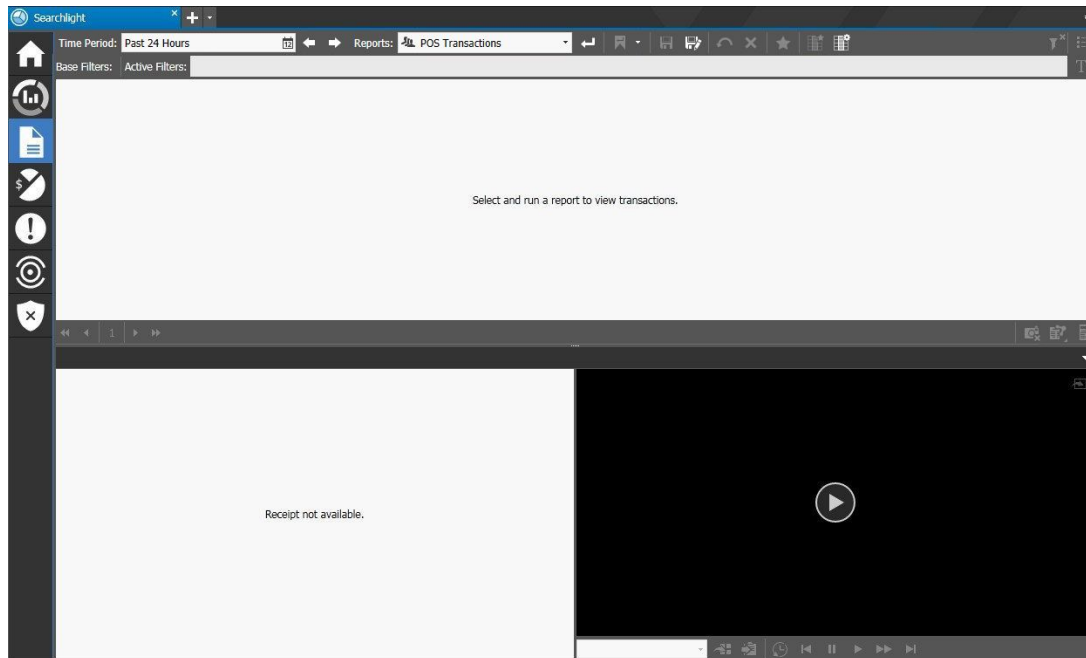 Searchlight
Time Period: Past 24 Hours 12 Reports: POS Transactions
Base Filters: Active Filters:
Select and run a report to view transactions.
1
Receipt not available.